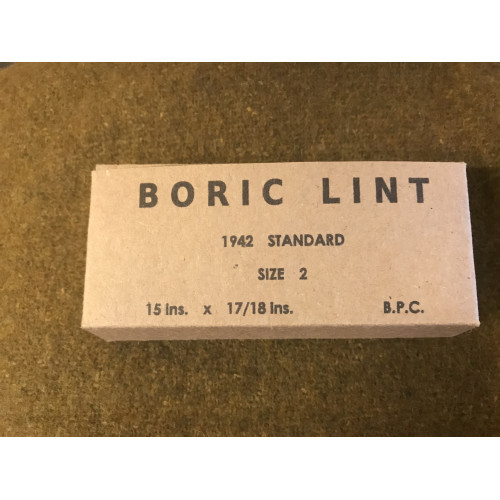 BORIC LINT
1942 STANDARD
SIZE 2
15 ins. x 17/18 ins. B.P.C.